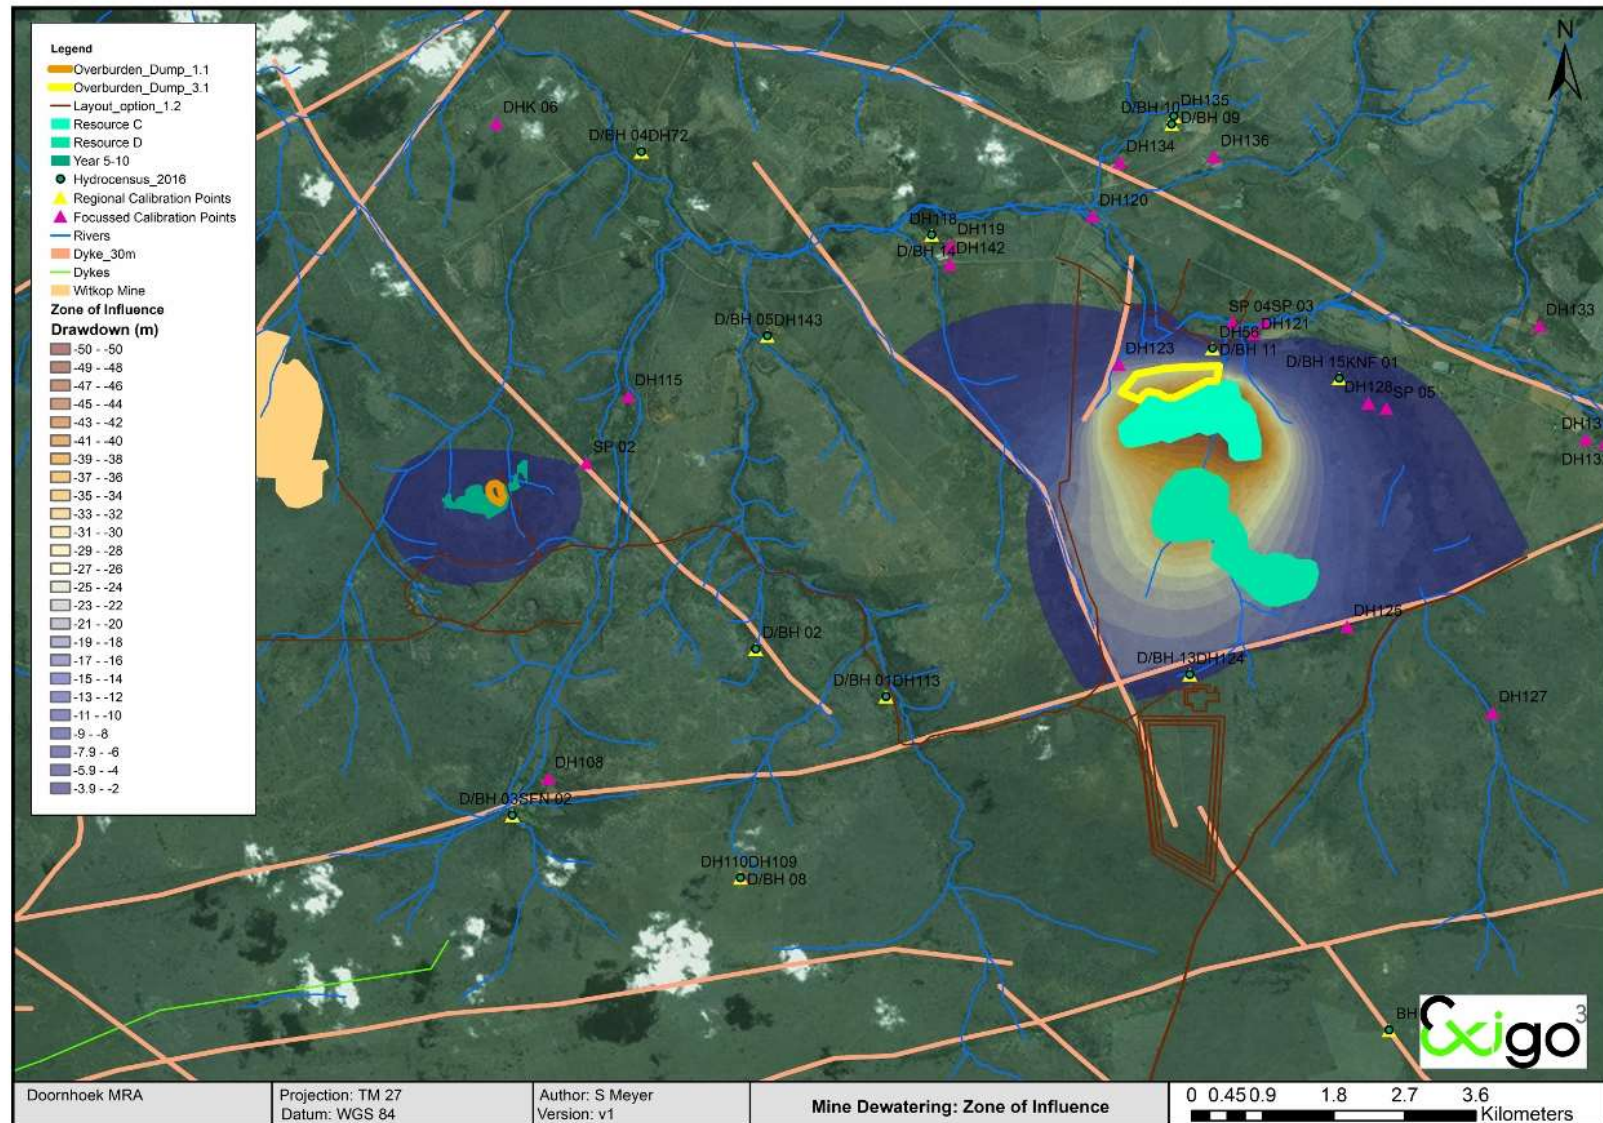 Legend
Overburden_Dump_1.1
Overburden_Dump_3.1
Layout_option_1.2
Resource C
Resource D
Year 5-10
Hydrocensus_2016
Regional Calibration Points
Focussed Calibration Points
Rivers
Dyke_30m
Dykes
Witkop Mine
Zone of Influence
Drawdown (m)
-50 - -50
-49 - -48
-47 - -46
-45 - -44
-43 - -42
-41 - -40
-39 - -38
-37 - -36
-35 - -34
-33 - -32
-31 - -30
-29 - -28
-27 - -26
-25 - -24
-23 - -22
-21 - -20
-19 - -18
-17 - -16
-15 - -14
-13 - -12
-11 - -10
-9 - -8
-7.9 - -6
-5.9 - -4
-3.9 - -2
N
DHK 06
D/BH 04DH72
D/BH 10 DH135
D/BH 09
DH134
DH136
DH120
DH118
DH119
D/BH 14 DH142
D/BH 05DH143
SP 04SP 03
DH121
DH56
D/BH 11
DH133
DH123
D/BH 15KNF 01
DH128 SP 05
DH115
SP 02
DH13
DH13
D/BH 02
DH125
D/BH 13DH124
D/BH 01DH113
DH127
DH108
D/BH 03SFN 02
DH110DH109
D/BH 08
BH
3
Exigo
Doornhoek MRA
Projection: TM 27
Datum: WGS 84
Author: S Meyer
Version: v1
Mine Dewatering: Zone of Influence
0 0.45 0.9 1.8 2.7 3.6
Kilometers